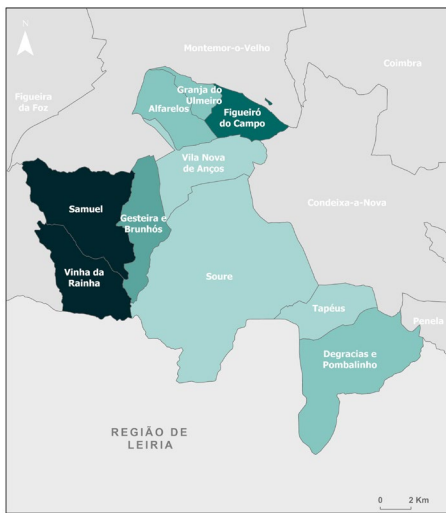 N
Montemor-o-Velho
Coimbra
Figueira
da Foz
Granja do
Ulmeiro
Alfarelos
Figueiró
do Campo
Vila Nova
de Anços
Samuel
Gesteira e
Brunhós
Condeixa-a-Nova
Vinha da
Rainha
Soure
Tapéus
Penela
Degracias e
Pombalinho
REGIÃO DE
LEIRIA
0 2 Km